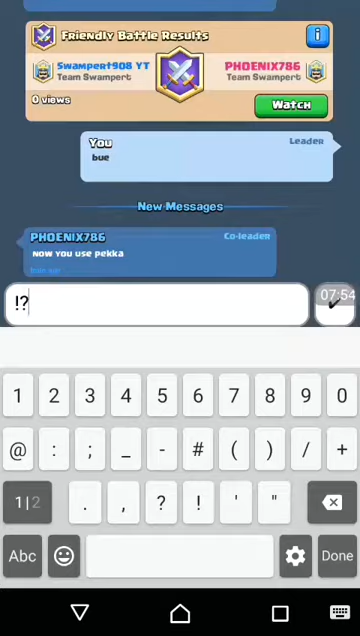 Friendly Battle Results
i
Swampert908 YT
PHOENIX786
Team Swampert
Team Swampert
0 views
Watch
You
Leader
bue
New Messages
PHOENIX786
Co-leader
Now you use pekka
!?
07:54
1 2 3 4 5 6 7 8 9 0
@ : ; _ - # ( ) / +
1|2 . , ? ! ' "
Abc
Done